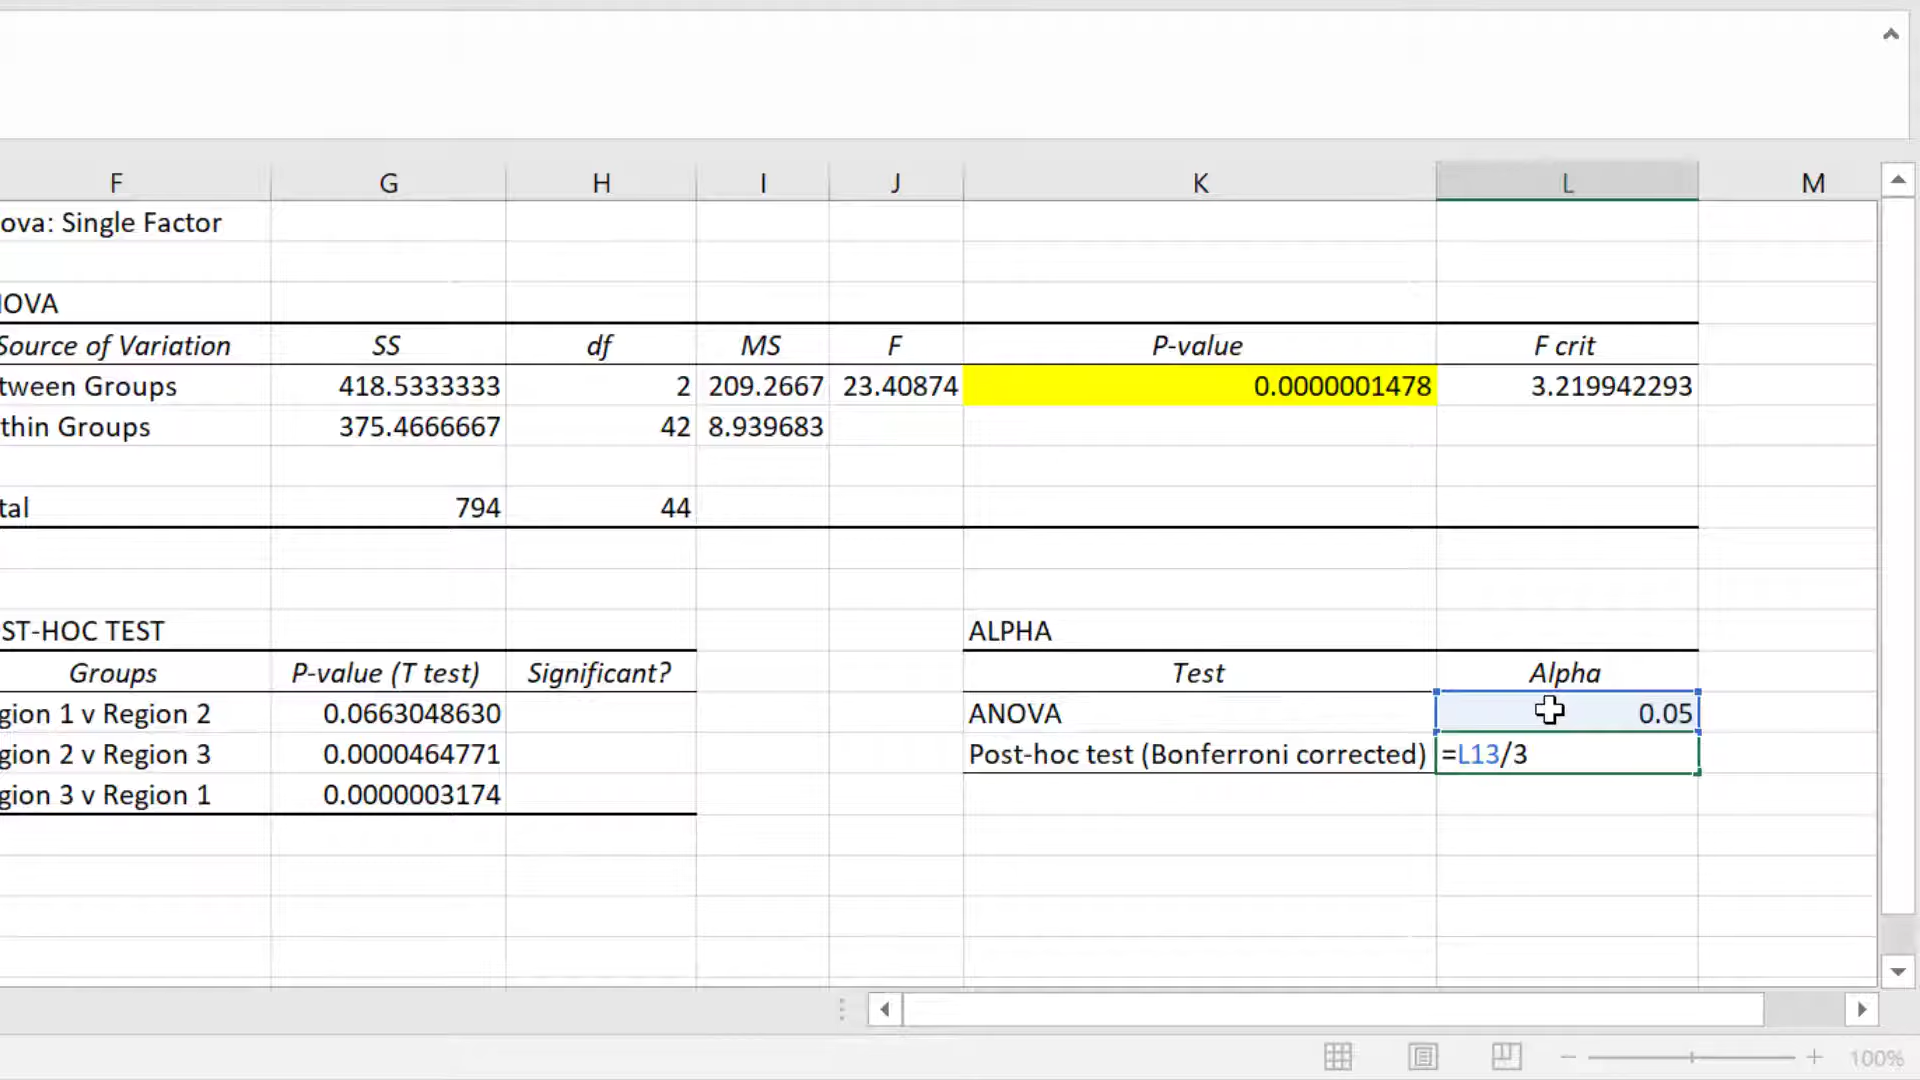 F G H I J K L M
ova: Single Factor
IOVA
Source of Variation SS df MS F P-value F crit
tween Groups 418.5333333 2 209.2667 23.40874 0.0000001478 3.219942293
thin Groups 375.4666667 42 8.939683
tal 794 44
ST-HOC TEST ALPHA
Groups P-value (T test) Significant? Test Alpha
gion 1 v Region 2 0.0663048630 ANOVA 0.05
gion 2 v Region 3 0.0000464771 Post-hoc test (Bonferroni corrected) =L13/3
gion 3 v Region 1 0.0000003174
100%